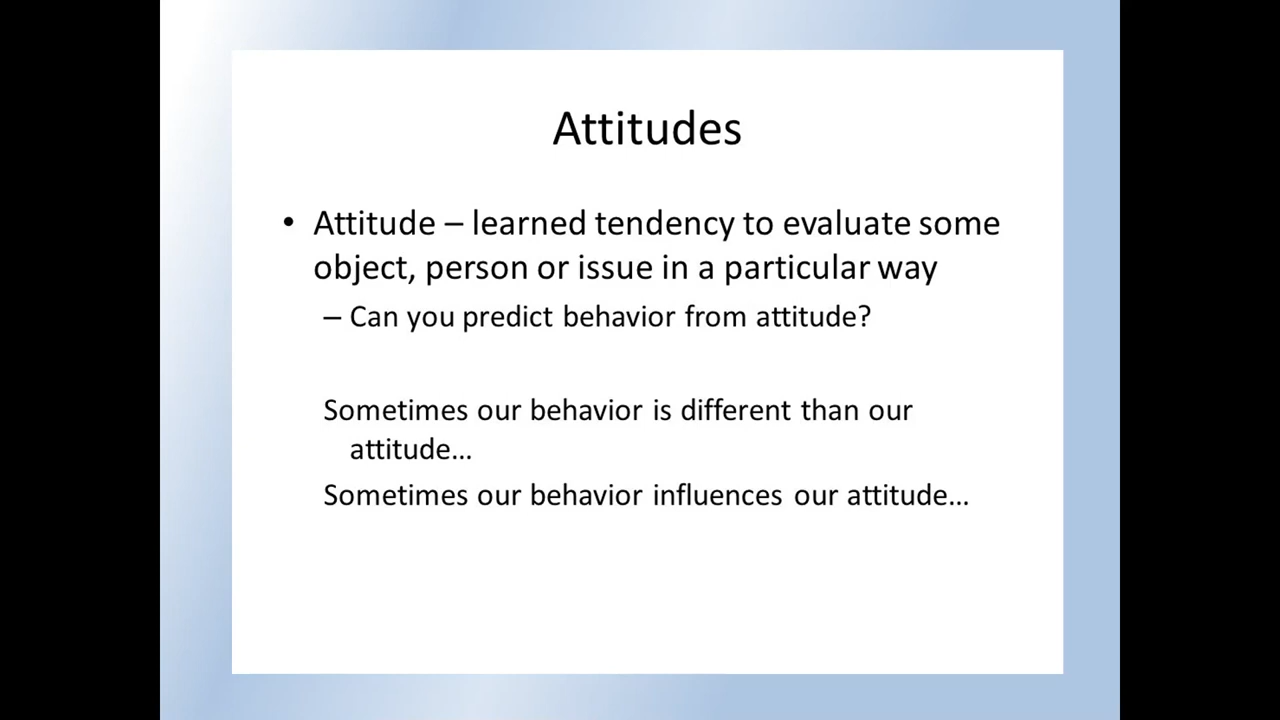 Attitudes
• Attitude – learned tendency to evaluate some
object, person or issue in a particular way
– Can you predict behavior from attitude?
Sometimes our behavior is different than our
attitude…
Sometimes our behavior influences our attitude…